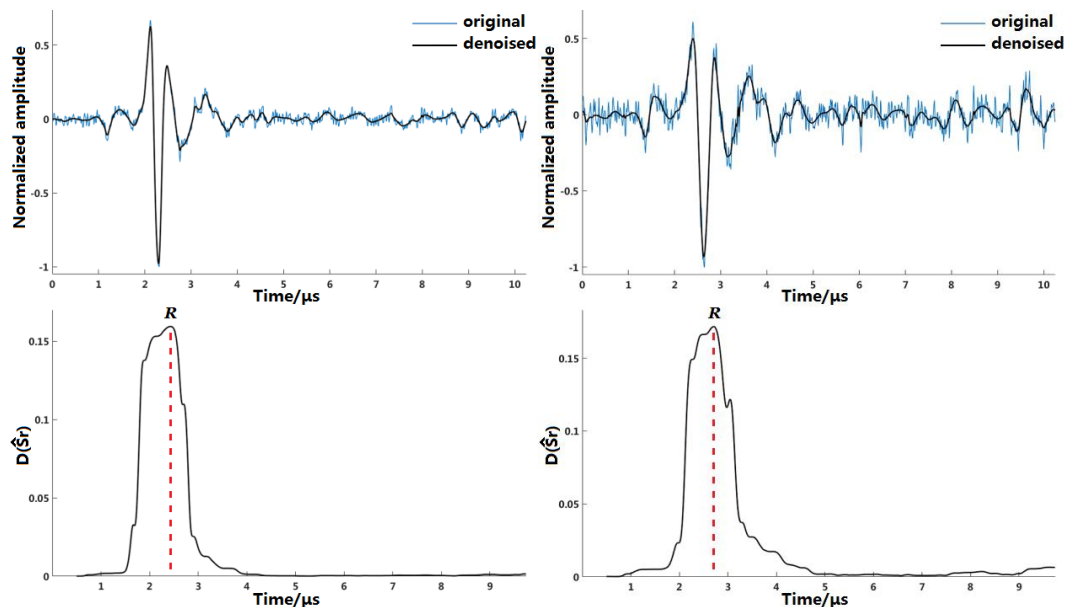 original
denoised
Normalized amplitude
0.5
0
-0.5
-1
0 1 2 3 4 5 6 7 8 9 10
Time/μs
original
denoised
Normalized amplitude
0.5
0
-0.5
-1
0 1 2 3 4 5 6 7 8 9 10
Time/μs
R
D(Ŝr)
0.15
0.1
0.05
0
1 2 3 4 5 6 7 8 9
Time/μs
R
D(Ŝr)
0.15
0.1
0.05
0
1 2 3 4 5 6 7 8 9
Time/μs